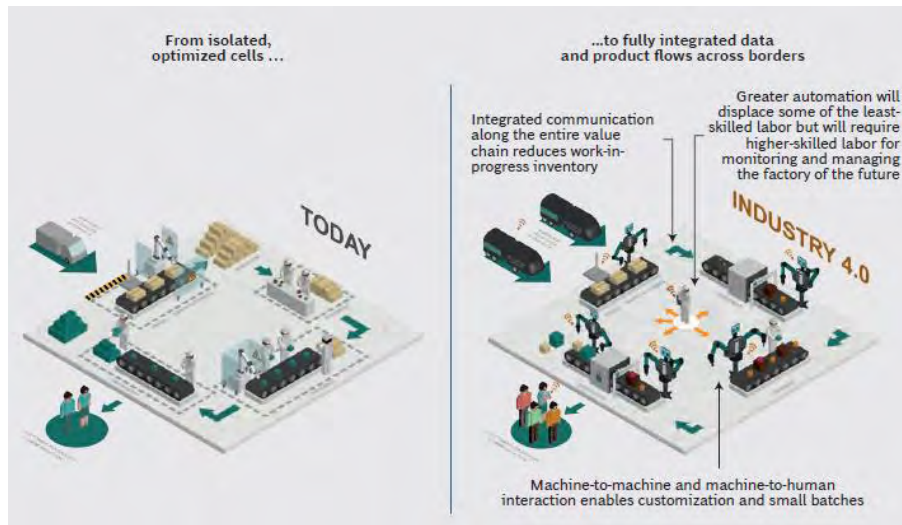 From isolated,
optimized cells ...
...to fully integrated data
and product flows across borders
Integrated communication
along the entire value
chain reduces work-in-
progress inventory
Greater automation will
displace some of the least-
skilled labor but will require
higher-skilled labor for
monitoring and managing
the factory of the future
TODAY
INDUSTRY 4.0
Machine-to-machine and machine-to-human
interaction enables customization and small batches